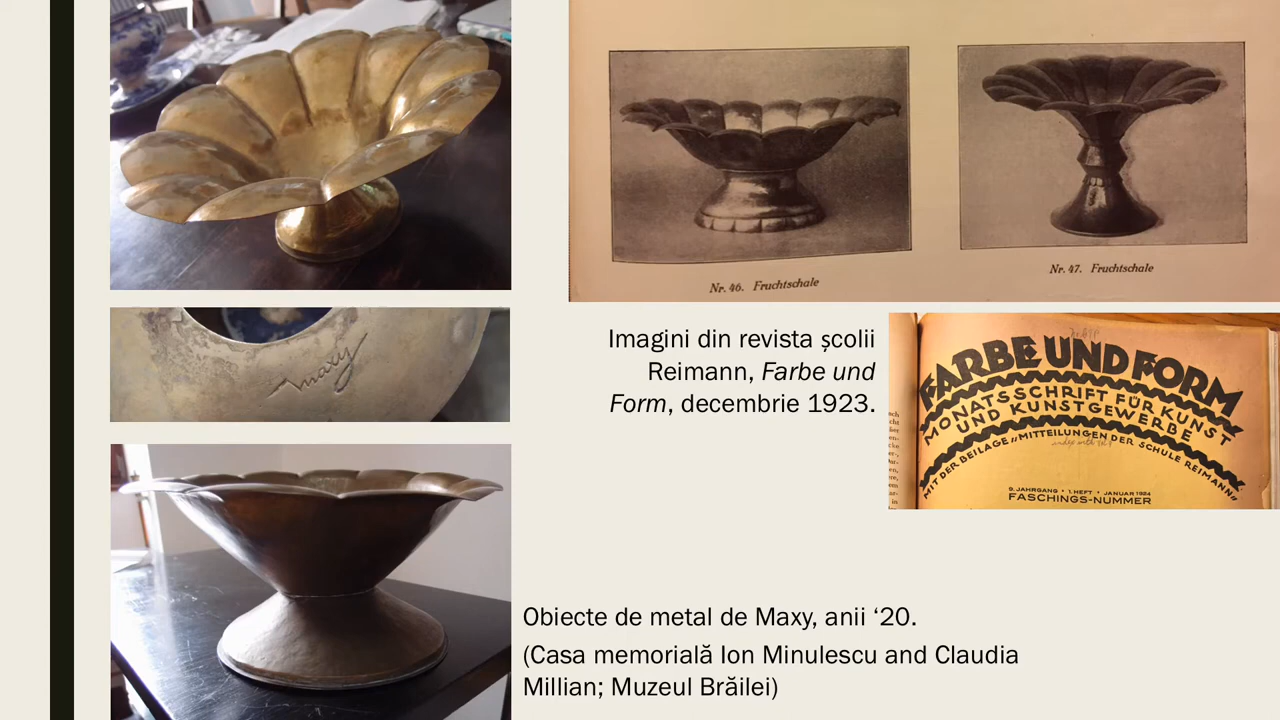 Nr. 46. Fruchtschale
Nr. 47. Fruchtschale
maxy
Imagini din revista școlii
Reimann, Farbe und
Form, decembrie 1923.
FARBE UND FORM
MONATSSCHRIFT FÜR KUNST
UND KUNSTGEWERBE
MIT DER BEILAGE „MITTEILUNGEN DER SCHULE REIMANN“
9. JAHRGANG • 1. HEFT • JANUAR 1924
FASCHINGS-NUMMER
Obiecte de metal de Maxy, anii ‘20.
(Casa memorială Ion Minulescu and Claudia
Millian; Muzeul Brăilei)